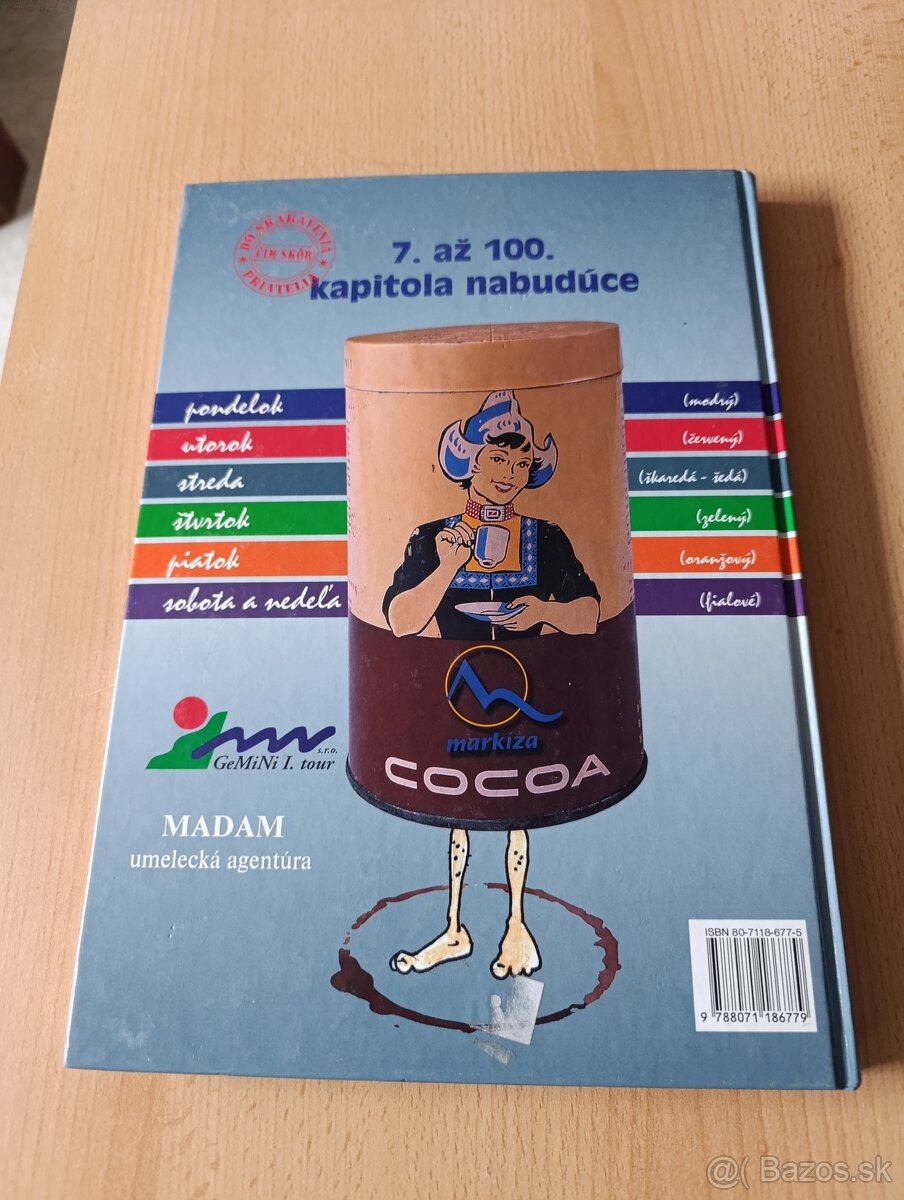 DO SKAKAVENIA
ČÍM SKÔR
PRIATELIA
7. až 100.
kapitola nabudúce
pondelok
(modrý)
utorok
(červený)
streda
(škaredá - šedá)
štvrtok
(zelený)
piatok
(oranžový)
sobota a nedeľa
(fialové)
markíza
COCOA
s.r.o.
GeMiNi I. tour
MADAM
umelecká agentúra
ISBN 80-7118-677-5
9 788071 186779
@( Bazos.sk